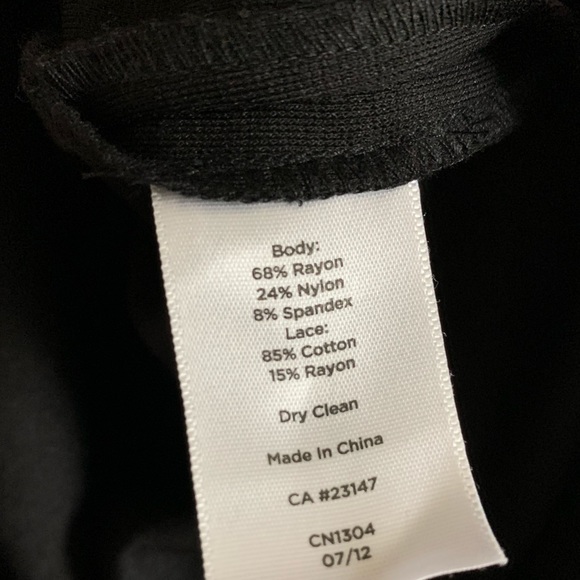 Body:
68% Rayon
24% Nylon
8% Spandex
Lace:
85% Cotton
15% Rayon
Dry Clean
Made In China
CA #23147
CN1304
07/12